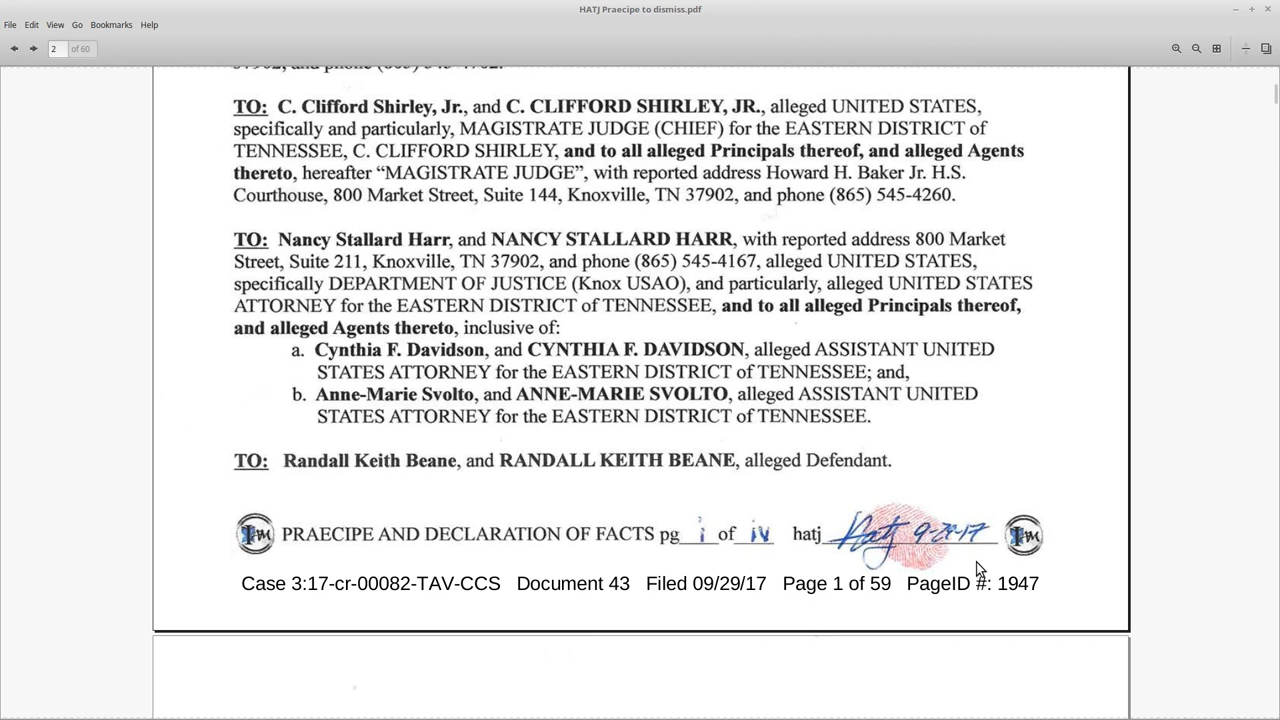 HATJ Praecipe to dismiss.pdf
File Edit View Go Bookmarks Help
2 of 60
TO: C. Clifford Shirley, Jr., and C. CLIFFORD SHIRLEY, JR., alleged UNITED STATES,
specifically and particularly, MAGISTRATE JUDGE (CHIEF) for the EASTERN DISTRICT of
TENNESSEE, C. CLIFFORD SHIRLEY, and to all alleged Principals thereof, and alleged Agents
thereto, hereafter “MAGISTRATE JUDGE”, with reported address Howard H. Baker Jr. H.S.
Courthouse, 800 Market Street, Suite 144, Knoxville, TN 37902, and phone (865) 545-4260.
TO: Nancy Stallard Harr, and NANCY STALLARD HARR, with reported address 800 Market
Street, Suite 211, Knoxville, TN 37902, and phone (865) 545-4167, alleged UNITED STATES,
specifically DEPARTMENT OF JUSTICE (Knox USAO), and particularly, alleged UNITED STATES
ATTORNEY for the EASTERN DISTRICT of TENNESSEE, and to all alleged Principals thereof,
and alleged Agents thereto, inclusive of:
a. Cynthia F. Davidson, and CYNTHIA F. DAVIDSON, alleged ASSISTANT UNITED
STATES ATTORNEY for the EASTERN DISTRICT of TENNESSEE; and,
b. Anne-Marie Svolto, and ANNE-MARIE SVOLTO, alleged ASSISTANT UNITED
STATES ATTORNEY for the EASTERN DISTRICT of TENNESSEE.
TO: Randall Keith Beane, and RANDALL KEITH BEANE, alleged Defendant.
PRAECIPE AND DECLARATION OF FACTS pg i of iv hatj Hatj
Case 3:17-cr-00082-TAV-CCS Document 43 Filed 09/29/17 Page 1 of 59 PageID #: 1947